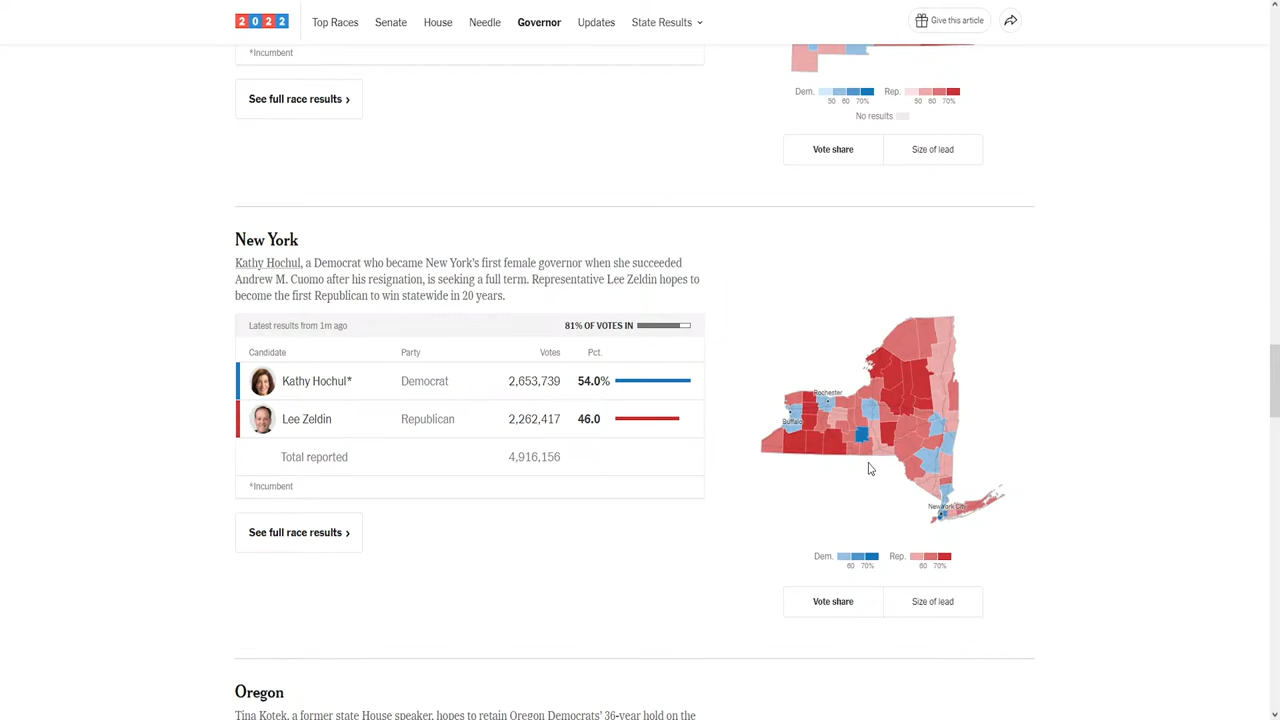 2022
Top Races
Senate
House
Needle
Governor
Updates
State Results
Give this article
*Incumbent
See full race results ›
Dem.
50 60 70%
Rep.
50 60 70%
No results
Vote share
Size of lead
New York
Kathy Hochul, a Democrat who became New York's first female governor when she succeeded
Andrew M. Cuomo after his resignation, is seeking a full term. Representative Lee Zeldin hopes to
become the first Republican to win statewide in 20 years.
Latest results from 1m ago
81% OF VOTES IN
Candidate Party Votes Pct.
Kathy Hochul* Democrat 2,653,739 54.0%
Lee Zeldin Republican 2,262,417 46.0
Total reported 4,916,156
*Incumbent
See full race results ›
Rochester
Buffalo
New York City
Dem.
60 70%
Rep.
60 70%
Vote share
Size of lead
Oregon
Tina Kotek, a former state House speaker, hopes to retain Oregon Democrats' 36-year hold on the